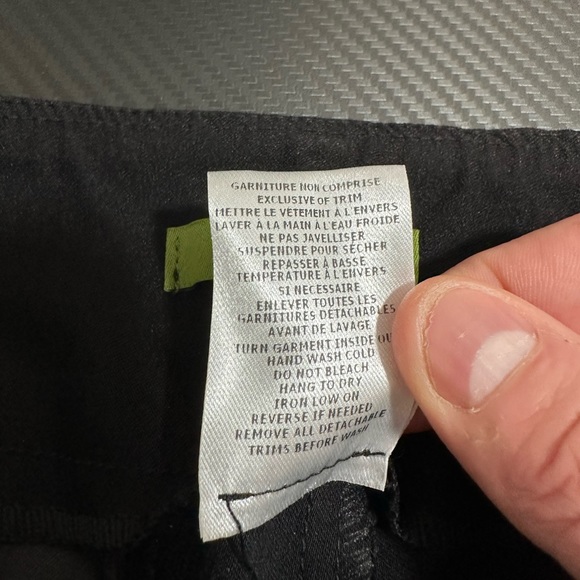 GARNITURE NON COMPRISE
EXCLUSIVE OF TRIM
METTRE LE VÊTEMENT À L'ENVERS
LAVER À LA MAIN À L'EAU FROIDE
NE PAS JAVELLISER
SUSPENDRE POUR SÉCHER
REPASSER À BASSE
TEMPÉRATURE À L'ENVERS
SI NECESSAIRE
ENLEVER TOUTES LES
GARNITURES DÉTACHABLES
AVANT DE LAVAGE
TURN GARMENT INSIDE OU
HAND WASH COLD
DO NOT BLEACH
HANG TO DRY
IRON LOW ON
REVERSE IF NEEDED
REMOVE ALL DETACHABLE
TRIMS BEFORE WASH